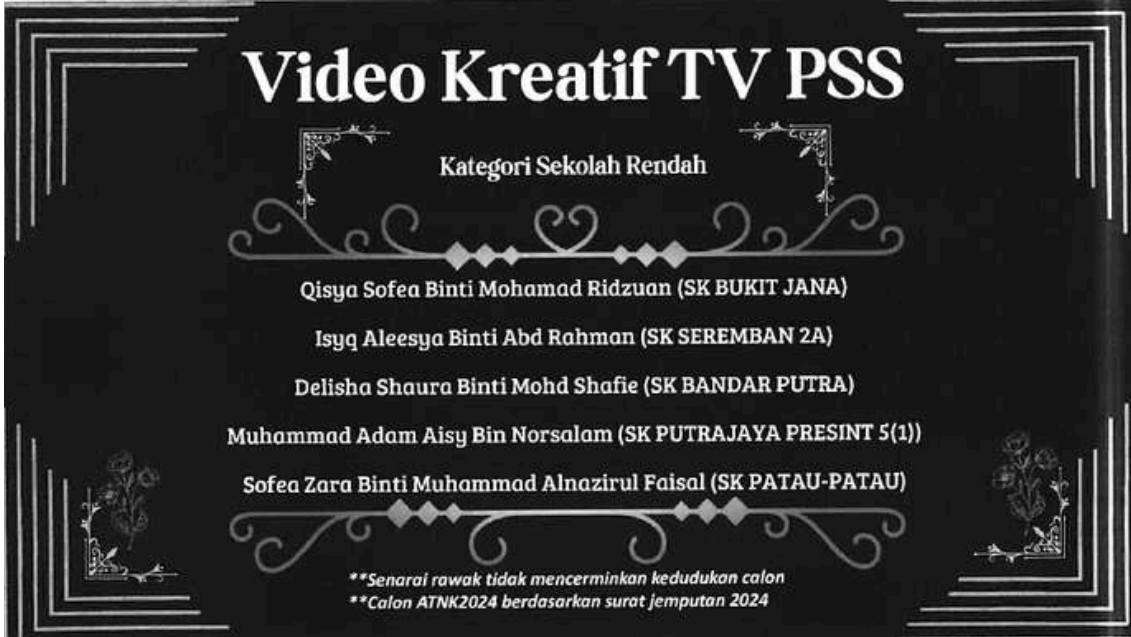 Video Kreatif TV PSS
Kategori Sekolah Rendah
Qisya Sofea Binti Mohamad Ridzuan (SK BUKIT JANA)
Isyq Aleesya Binti Abd Rahman (SK SEREMBAN 2A)
Delisha Shaura Binti Mohd Shafie (SK BANDAR PUTRA)
Muhammad Adam Aisy Bin Norsalam (SK PUTRAJAYA PRESINT 5(1))
Sofea Zara Binti Muhammad Alnazirul Faisal (SK PATAU-PATAU)
**Senarai rawak tidak mencerminkan kedudukan calon
**Calon ATNK2024 berdasarkan surat jemputan 2024